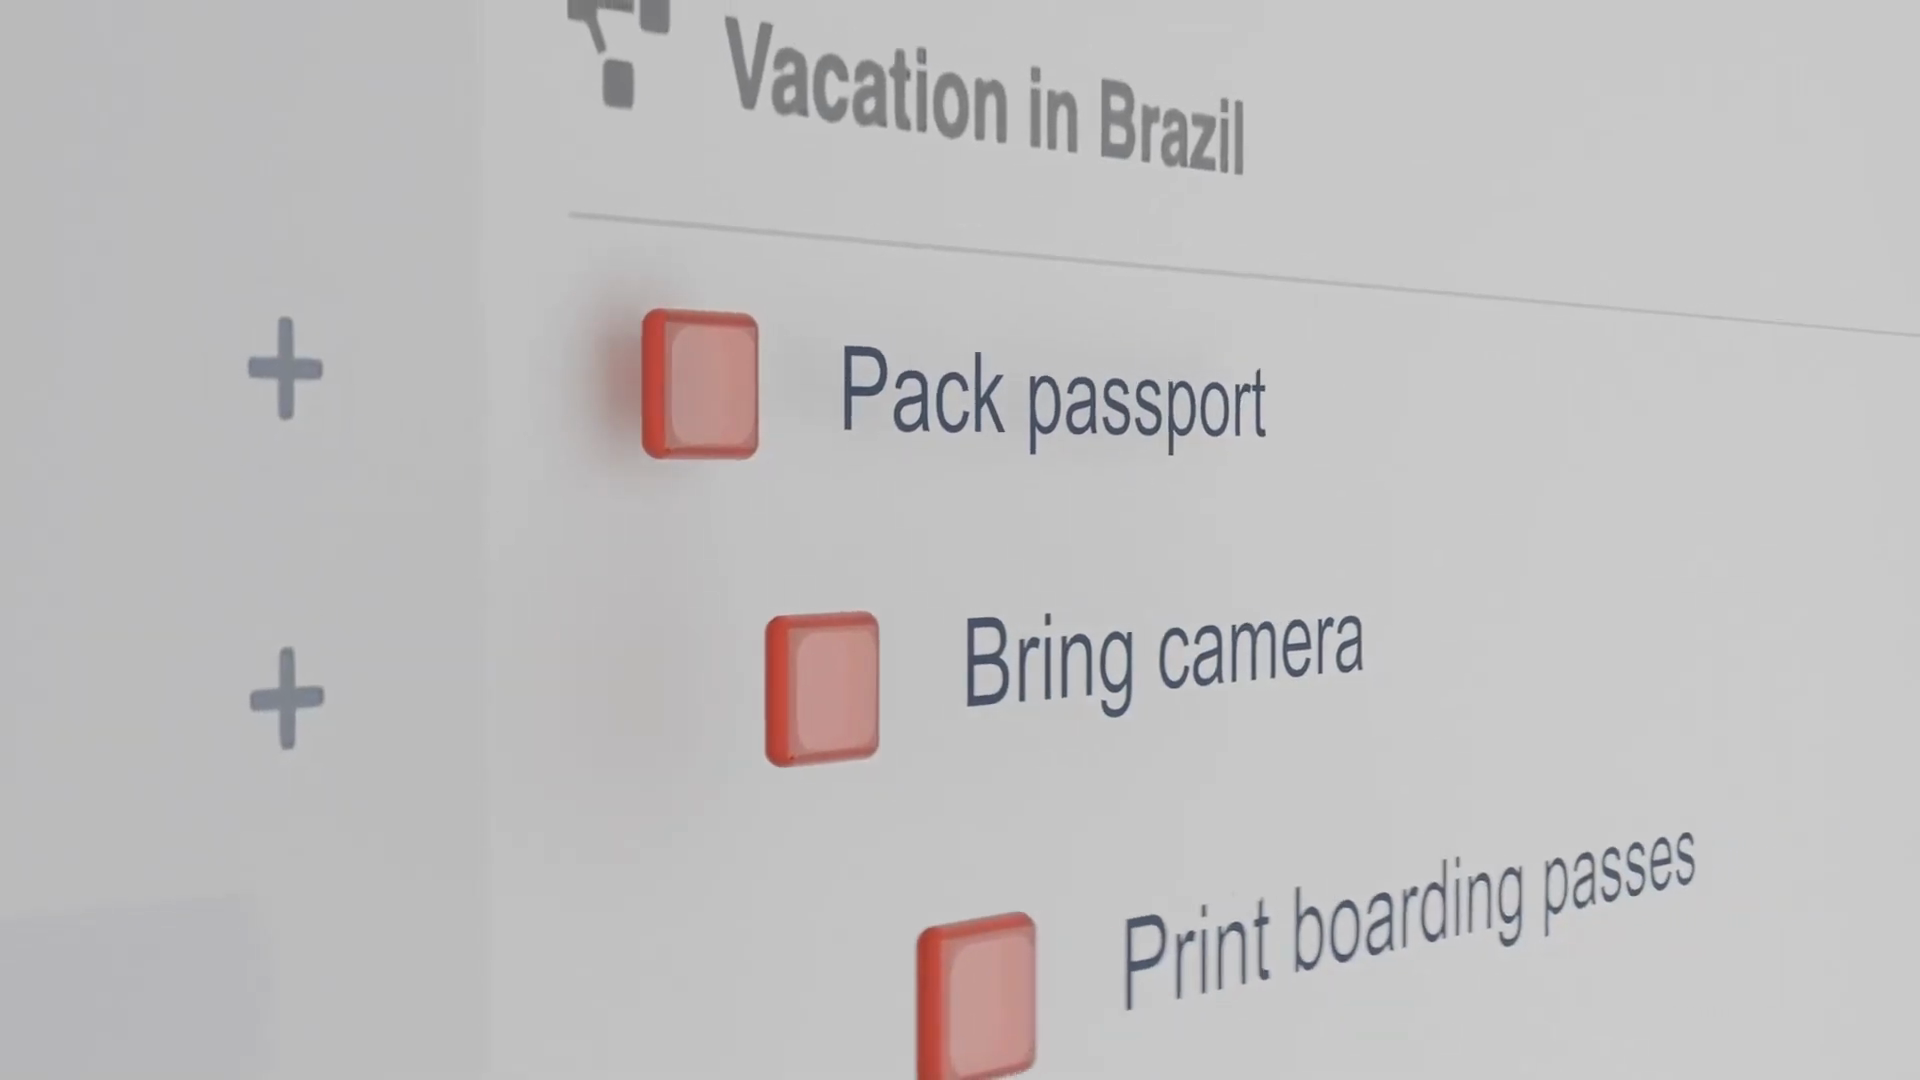 Vacation in Brazil
Pack passport
Bring camera
Print boarding passes